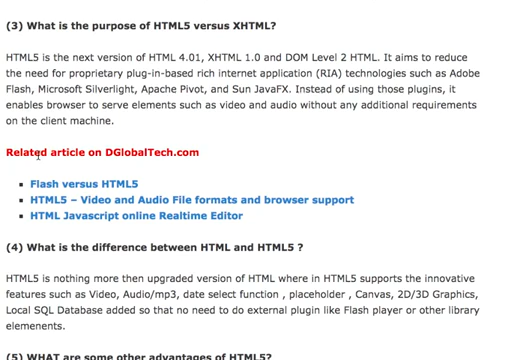 (3) What is the purpose of HTML5 versus XHTML?
HTML5 is the next version of HTML 4.01, XHTML 1.0 and DOM Level 2 HTML. It aims to reduce
the need for proprietary plug-in-based rich internet application (RIA) technologies such as Adobe
Flash, Microsoft Silverlight, Apache Pivot, and Sun JavaFX. Instead of using those plugins, it
enables browser to serve elements such as video and audio without any additional requirements
on the client machine.
Related article on DGlobalTech.com
▪ Flash versus HTML5
▪ HTML5 – Video and Audio File formats and browser support
▪ HTML Javascript online Realtime Editor
(4) What is the difference between HTML and HTML5 ?
HTML5 is nothing more then upgraded version of HTML where in HTML5 supports the innovative
features such as Video, Audio/mp3, date select function , placeholder , Canvas, 2D/3D Graphics,
Local SQL Database added so that no need to do external plugin like Flash player or other library
elemenents.
(5) WHAT are some other advantages of HTML5?